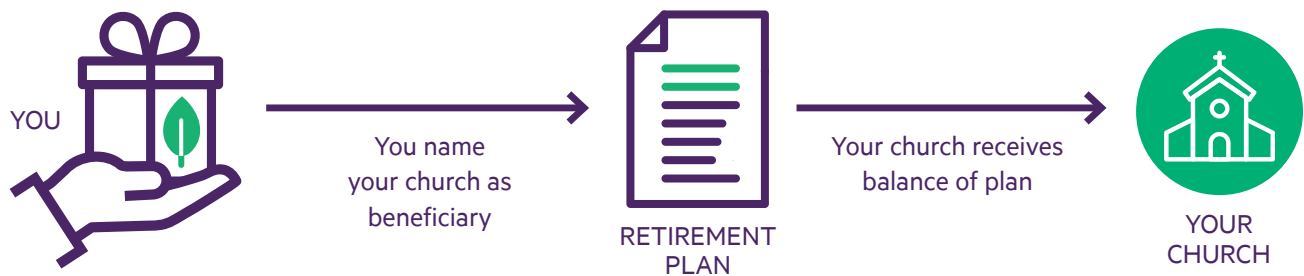 YOU
You name
your church as
beneficiary
RETIREMENT
PLAN
Your church receives
balance of plan
YOUR
CHURCH